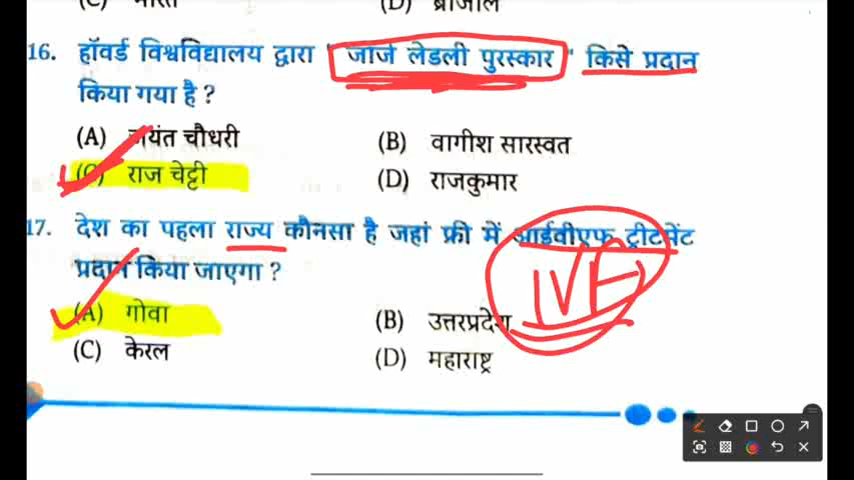 (C) भारत (D) ब्राजील
16. हॉवर्ड विश्वविद्यालय द्वारा " जॉर्ज लेडली पुरस्कार " किसे प्रदान
किया गया है ?
(A) जयंत चौधरी (B) वागीश सारस्वत
(C) राज चेट्टी (D) राजकुमार
17. देश का पहला राज्य कौनसा है जहां फ्री में आईवीएफ ट्रीटमेंट
प्रदान किया जाएगा ?
IVF
(A) गोवा (B) उत्तरप्रदेश
(C) केरल (D) महाराष्ट्र